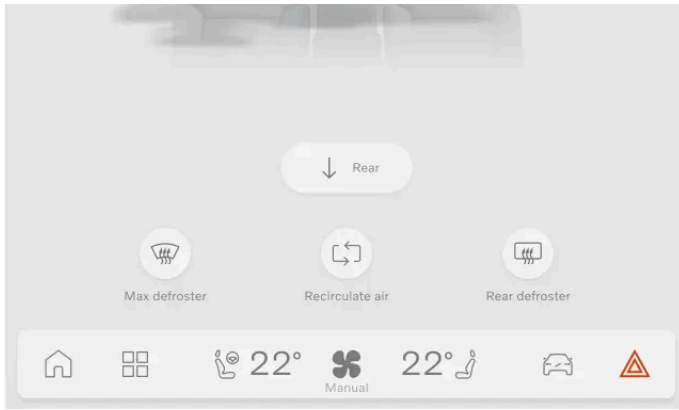 Rear
Max defroster
Recirculate air
Rear defroster
22°
22°
Manual